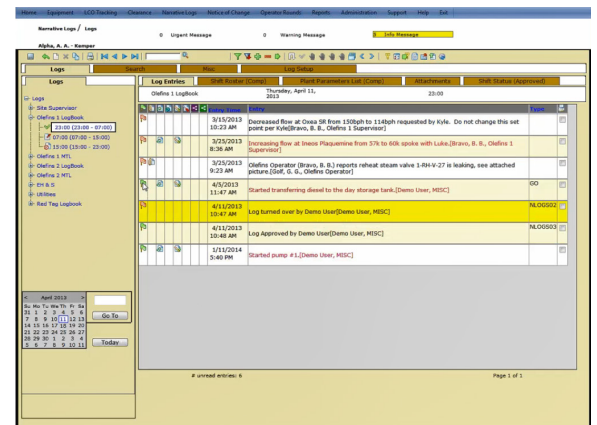 Home Equipment LCO Tracking Clearance Narrative Logs Notice of Change Operator Rounds Reports Administration Support Help Exit
Narrative Logs / Logs
0 Urgent Message 0 Warning Message 8 Info Message
Alpha, A. A. - Kemper
Logs Search Misc Log Setup
Logs
Log Entries Shift Roster (Comp) Plant Parameters List (Comp) Attachments Shift Status (Approved)
Olefins 1 LogBook Thursday, April 11, 2013 23:00
Logs
Site Supervisor
Olefins 1 LogBook
23:00 (23:00 - 07:00)
07:00 (07:00 - 15:00)
15:00 (15:00 - 23:00)
Olefins 1 MTL
Olefins 2 LogBook
Olefins 2 MTL
EH & S
Utilities
Red Tag Logbook
Entry Time Entry Type
3/15/2013 10:23 AM Decreased flow at Oxea SR from 150pbh to 114bph requested by Kyle. Do not change this set
point per Kyle[Bravo, B. B., Olefins 1 Supervisor]
3/25/2013 8:38 AM Increasing flow at Ineos Plaquemine from 57k to 60k spoke with Luke.[Bravo, B. B., Olefins 1
Supervisor]
3/25/2013 9:23 AM Olefins Operator (Bravo, B. B.) reports reheat steam valve 1-RH-V-27 is leaking, see attached
picture.[Golf, G. G., Olefins Operator]
4/5/2013 11:47 AM Started transferring diesel to the day storage tank.[Demo User, MISC] GO
4/11/2013 10:47 AM Log turned over by Demo User[Demo User, MISC] NLOGS02
4/11/2013 10:48 AM Log Approved by Demo User[Demo User, MISC] NLOGS03
1/11/2014 5:40 PM Started pump #1.[Demo User, MISC]
< April 2013 >
Su Mo Tu We Th Fr Sa
31 1 2 3 4 5 6
7 8 9 10 11 12 13
14 15 16 17 18 19 20
21 22 23 24 25 26 27
28 29 30 1 2 3 4
5 6 7 8 9 10 11
Go To
Today
# unread entries: 6 Page 1 of 1